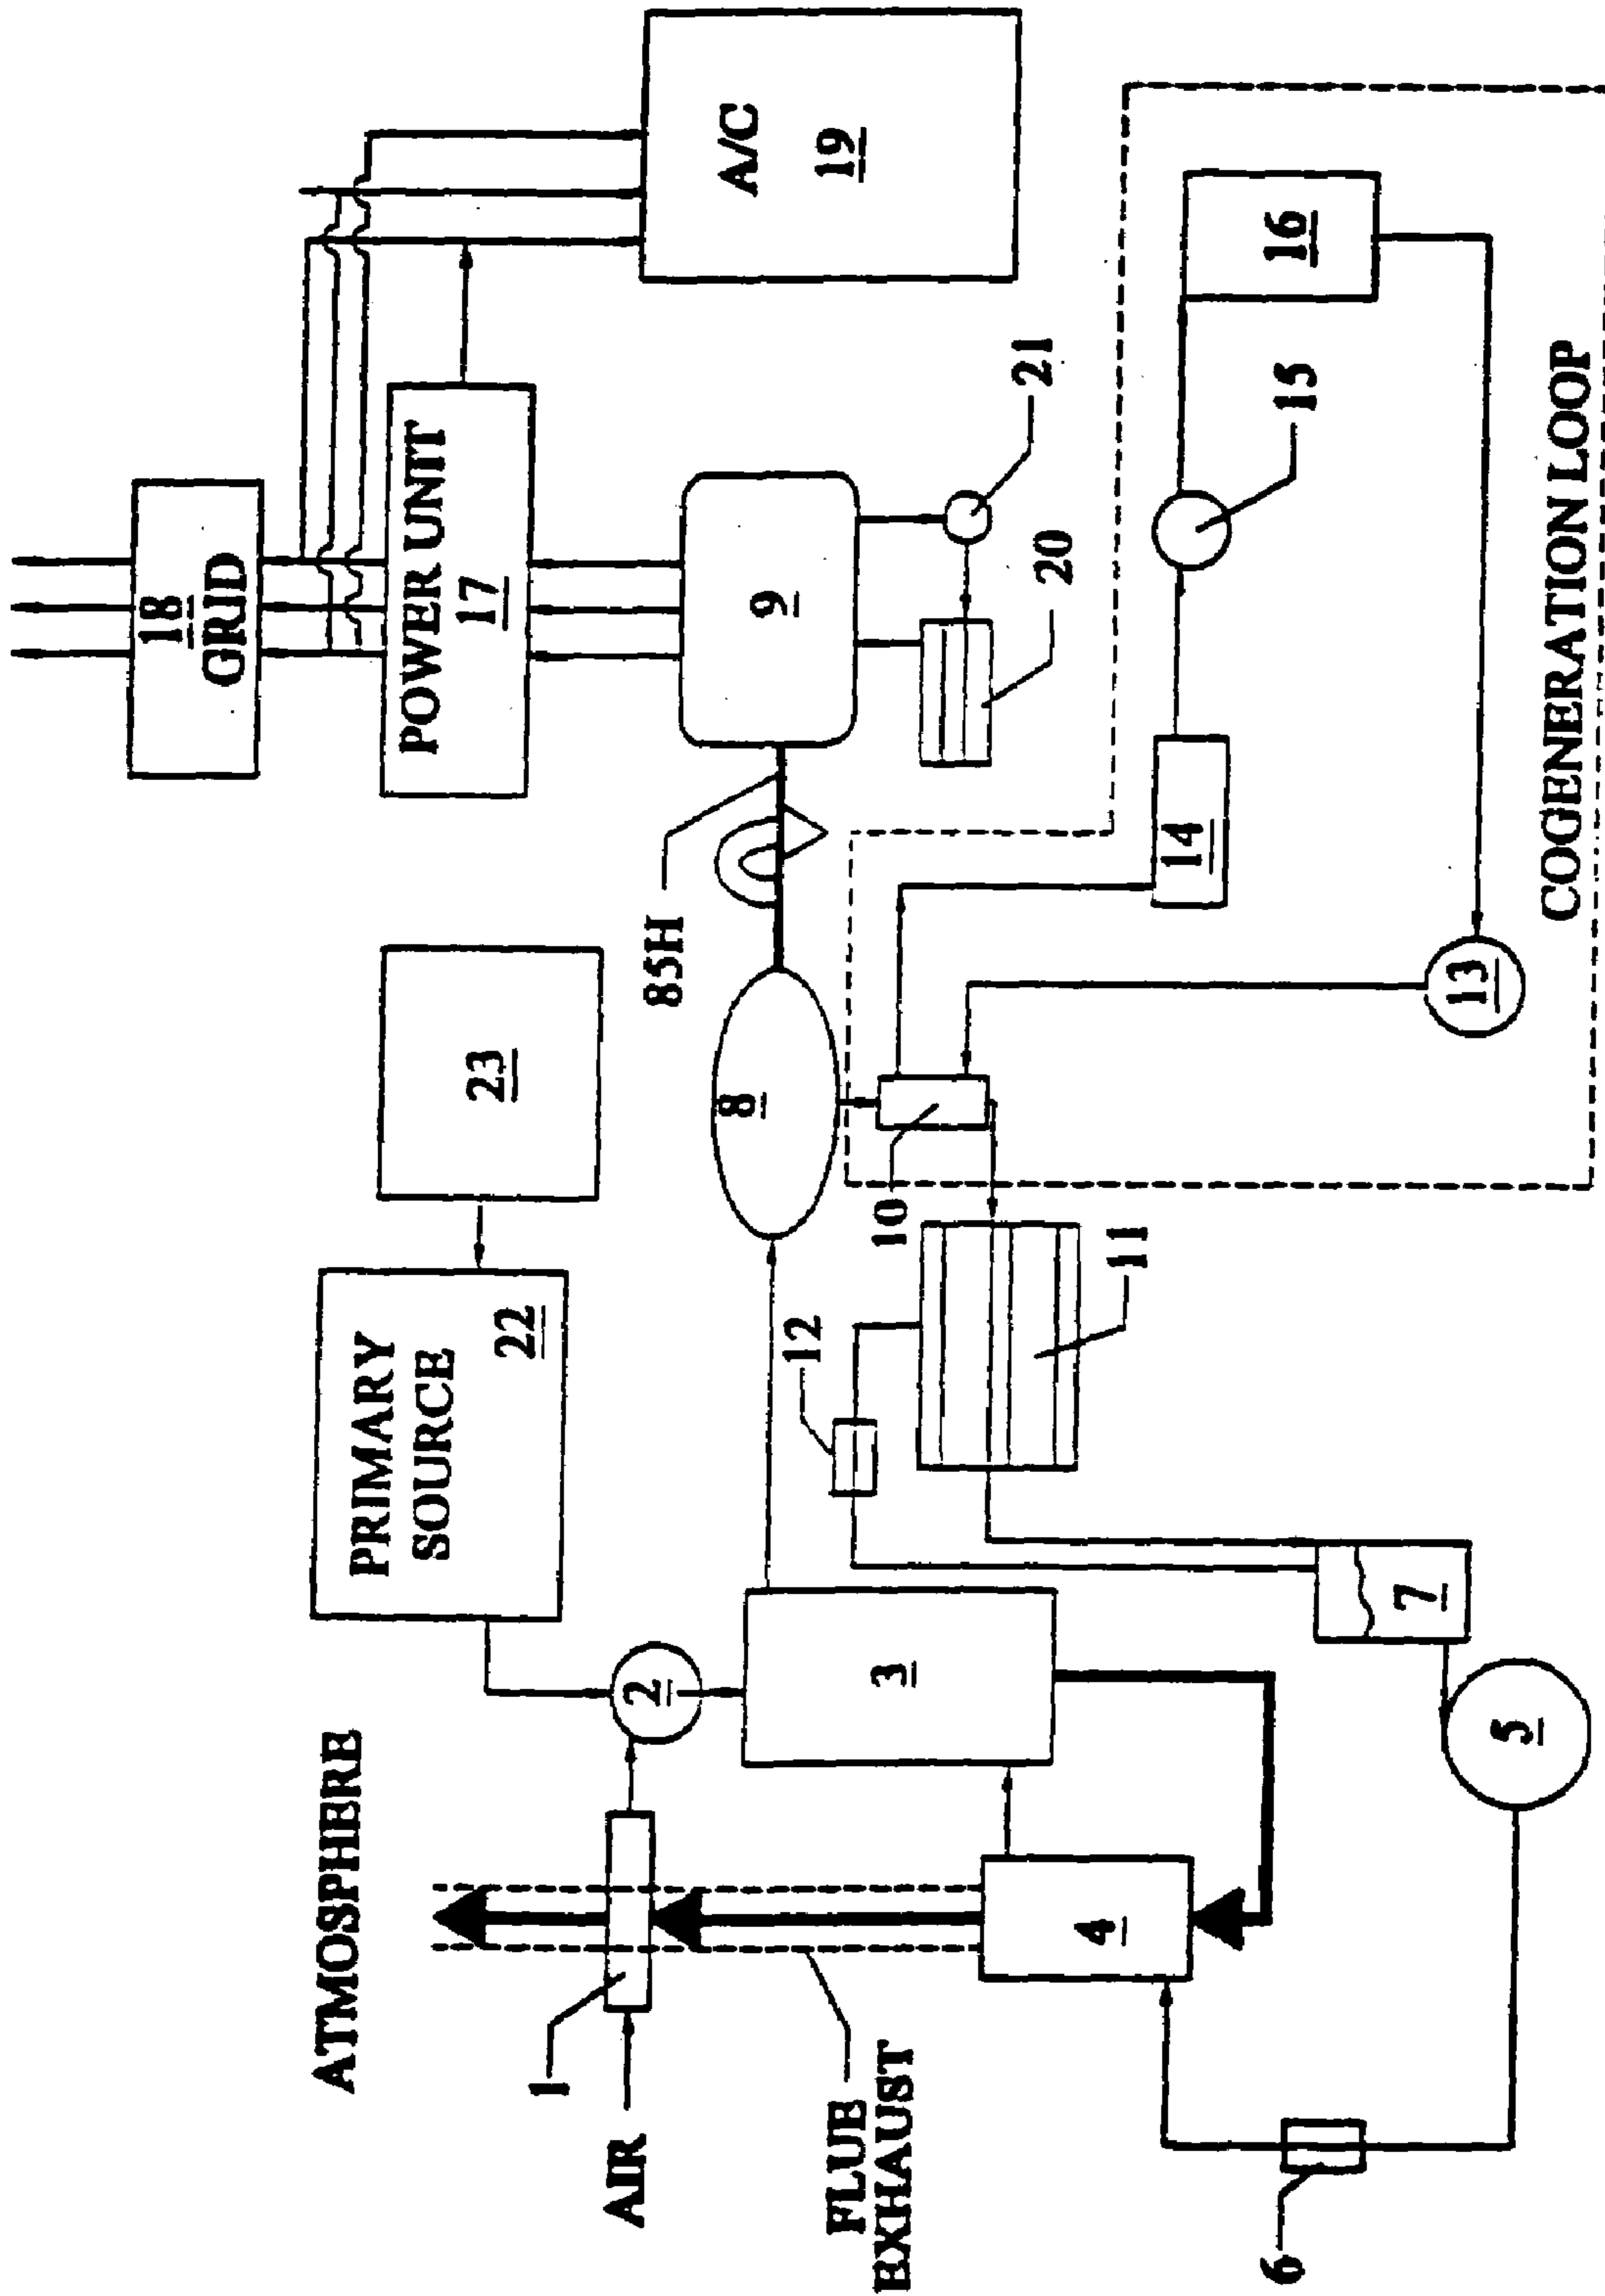 18
GRID
ATMOSPHERE
PRIMARY
SOURCE
22
23
POWER UNIT
17
1
AIR
2
85H
A/C
19
8
9
12
FLUE
EXHAUST
3
10
21
20
4
11
14
6
15
16
7
13
5
COGENERATION LOOP